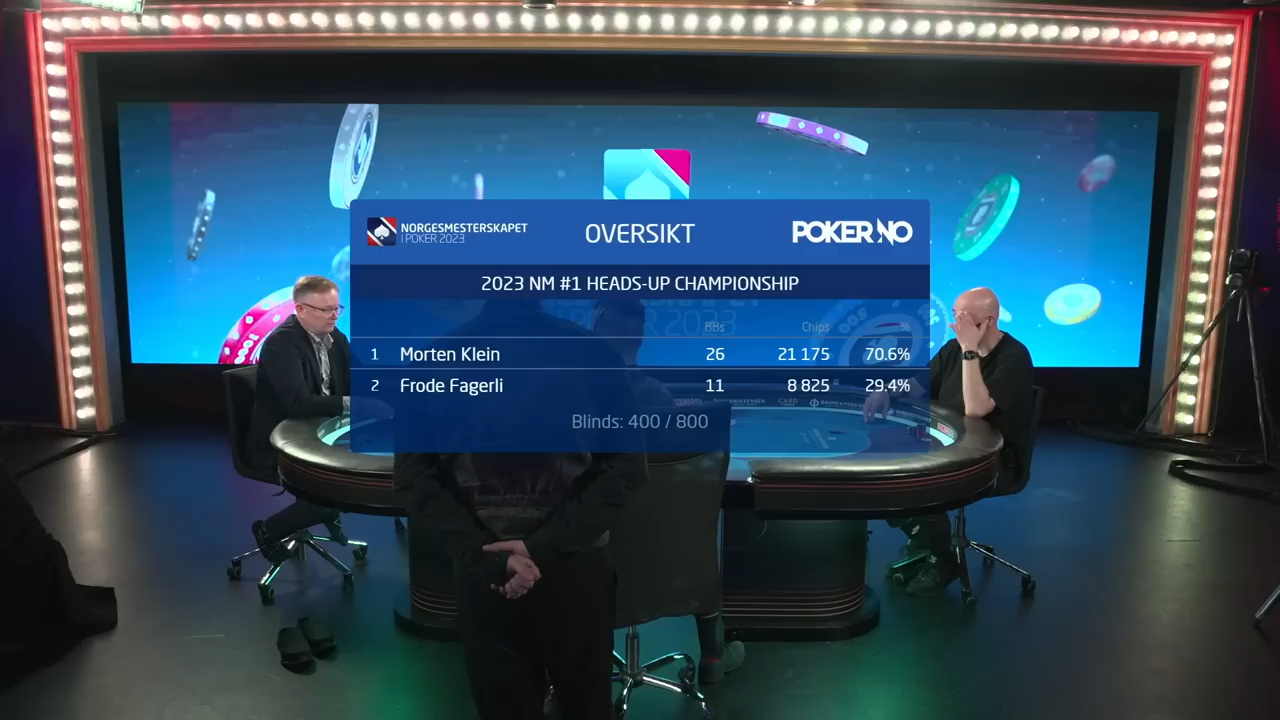 NORGESMESTERSKAPET
I POKER 2023
OVERSIKT
POKER NO
2023 NM #1 HEADS-UP CHAMPIONSHIP
BBs Chips %
1 Morten Klein 26 21 175 70.6%
2 Frode Fagerli 11 8 825 29.4%
Blinds: 400 / 800